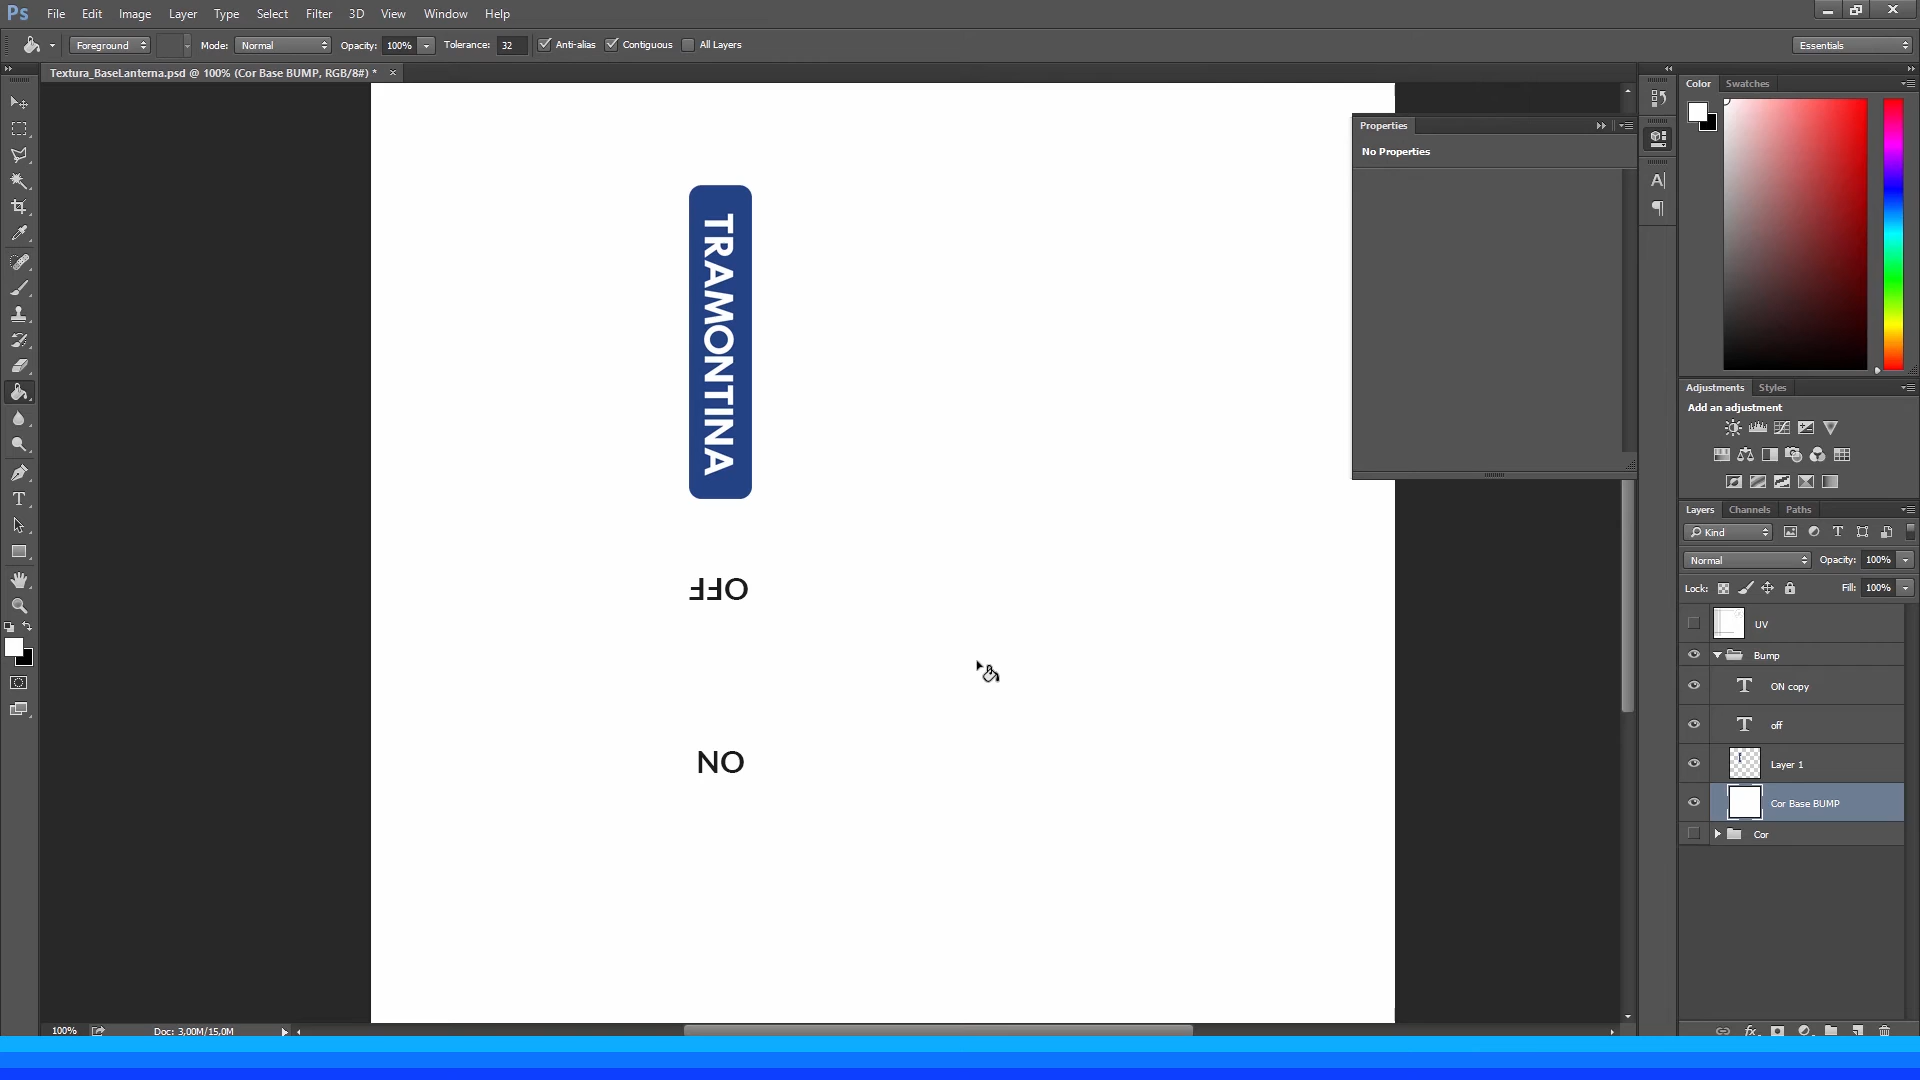 Ps File Edit Image Layer Type Select Filter 3D View Window Help
Foreground Mode: Normal Opacity: 100% Tolerance: 32 Anti-alias Contiguous All Layers Essentials
Textura_BaseLanterna.psd @ 100% (Cor Base BUMP, RGB/8#) *
Color Swatches
Properties
No Properties
TRAMONTINA
Adjustments Styles
Add an adjustment
Layers Channels Paths
Kind
Normal Opacity: 100%
Lock: Fill: 100%
OFF
UV
Bump
ON copy
off
ON
Layer 1
Cor Base BUMP
Cor
100% Doc: 3,00M/15,0M